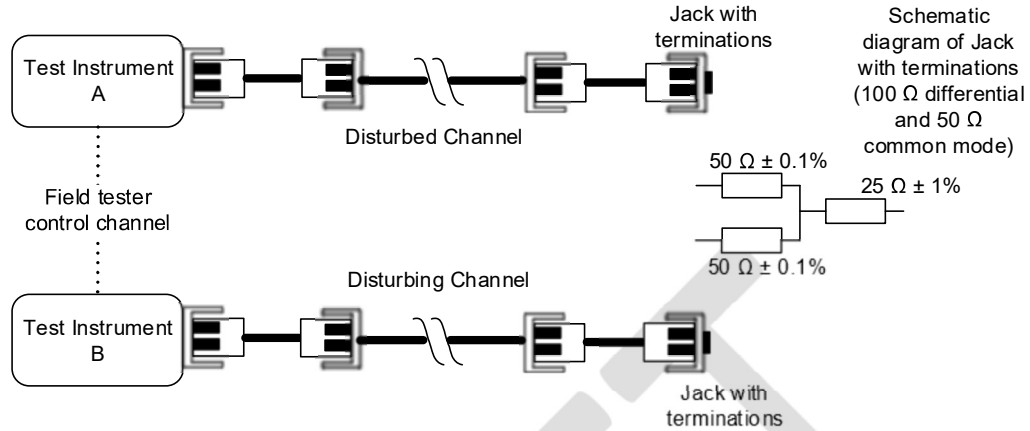 Jack with
terminations
Schematic
diagram of Jack
with terminations
(100 Ω differential
and 50 Ω
common mode)
Test Instrument
A
Disturbed Channel
50 Ω ± 0.1%
25 Ω ± 1%
50 Ω ± 0.1%
Field tester
control channel
Disturbing Channel
Test Instrument
B
Jack with
terminations